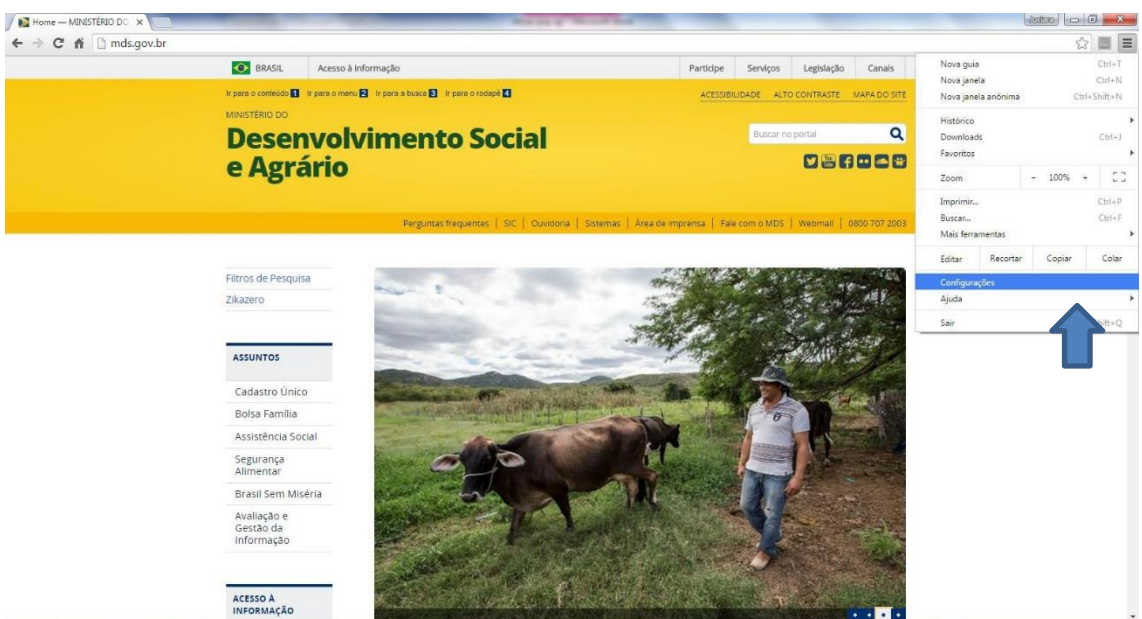 Home — MINISTÉRIO DO
mds.gov.br
BRASIL Acesso à informação Participe Serviços Legislação Canais
Ir para o conteúdo 1 Ir para o menu 2 Ir para a busca 3 Ir para o rodapé 4 ACESSIBILIDADE ALTO CONTRASTE MAPA DO SITE
MINISTÉRIO DO
Desenvolvimento Social
e Agrário
Buscar no portal
Perguntas frequentes | SIC | Ouvidoria | Sistemas | Área de imprensa | Fale com o MDS | Webmail | 0800 707 2003
Nova guia Ctrl+T
Nova janela Ctrl+N
Nova janela anônima Ctrl+Shift+N
Histórico
Downloads Ctrl+J
Favoritos
Zoom - 100% +
Imprimir... Ctrl+P
Buscar... Ctrl+F
Mais ferramentas
Editar Recortar Copiar Colar
Configurações
Ajuda
Sair
Filtros de Pesquisa
Zikazero
ASSUNTOS
Cadastro Único
Bolsa Família
Assistência Social
Segurança
Alimentar
Brasil Sem Miséria
Avaliação e
Gestão da
Informação
ACESSO À
INFORMAÇÃO